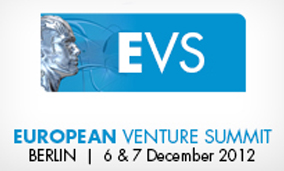 EVS
EUROPEAN VENTURE SUMMIT
BERLIN | 6 & 7 December 2012